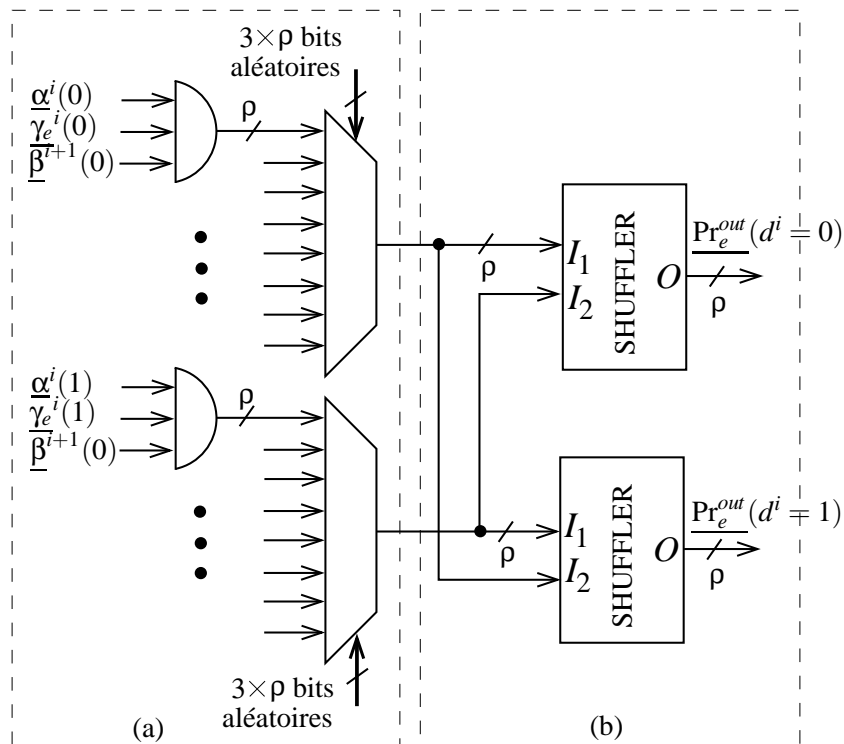 3×ρ bits
aléatoires
α^i(0)
γ_e^i(0)
β^{i+1}(0)
ρ
ρ
I_1
I_2
SHUFFLER
O
Pr_e^{out}(d^i = 0)
ρ
α^i(1)
γ_e^i(1)
β^{i+1}(0)
ρ
ρ
I_1
I_2
SHUFFLER
O
Pr_e^{out}(d^i = 1)
ρ
3×ρ bits
aléatoires
(a)
(b)